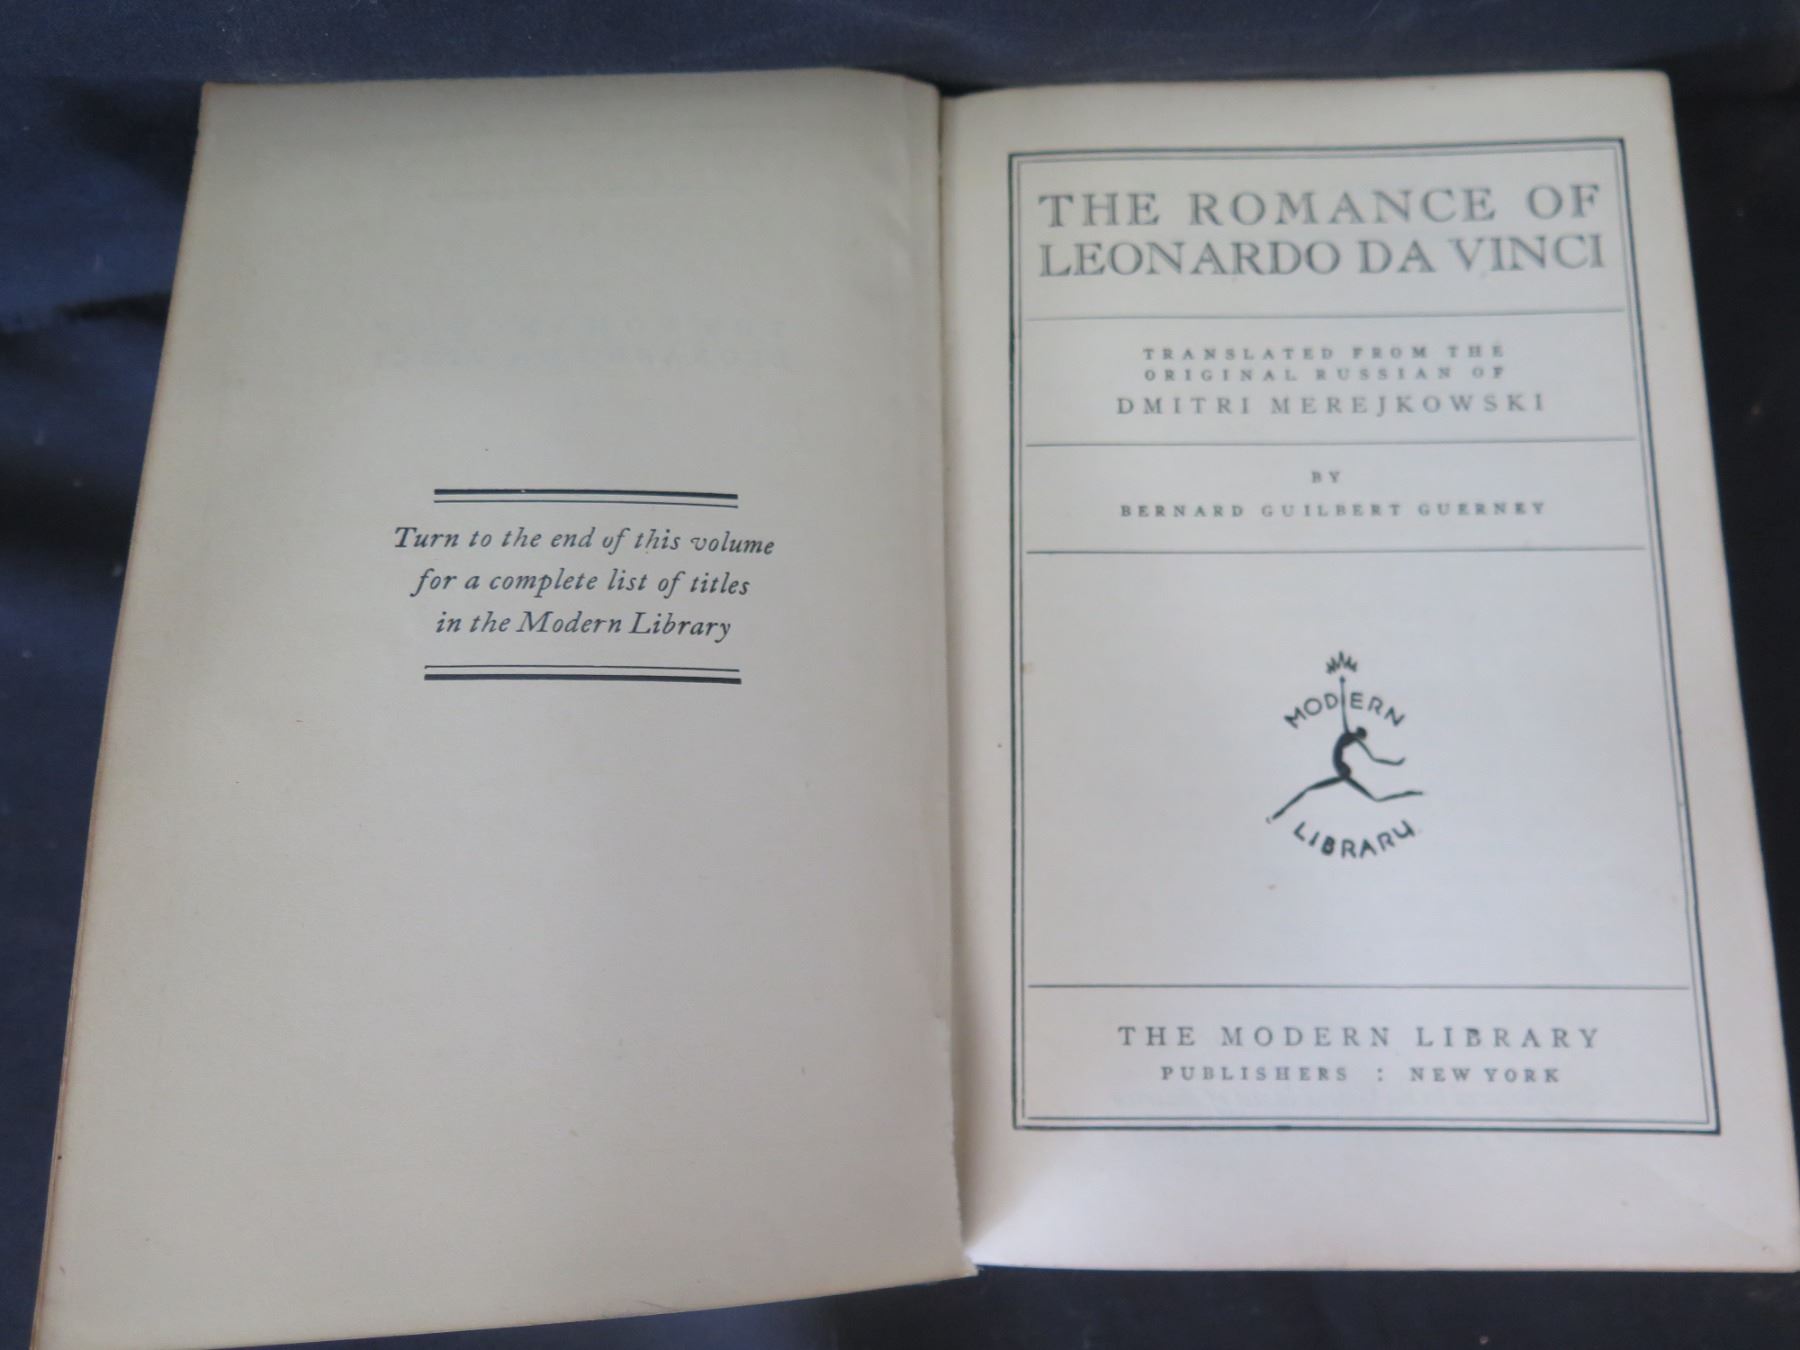 Turn to the end of this volume
for a complete list of titles
in the Modern Library
THE ROMANCE OF
LEONARDO DA VINCI
TRANSLATED FROM THE
ORIGINAL RUSSIAN OF
DMITRI MEREJKOWSKI
BY
BERNARD GUILBERT GUERNEY
MODERN
LIBRARY
THE MODERN LIBRARY
PUBLISHERS : NEW YORK